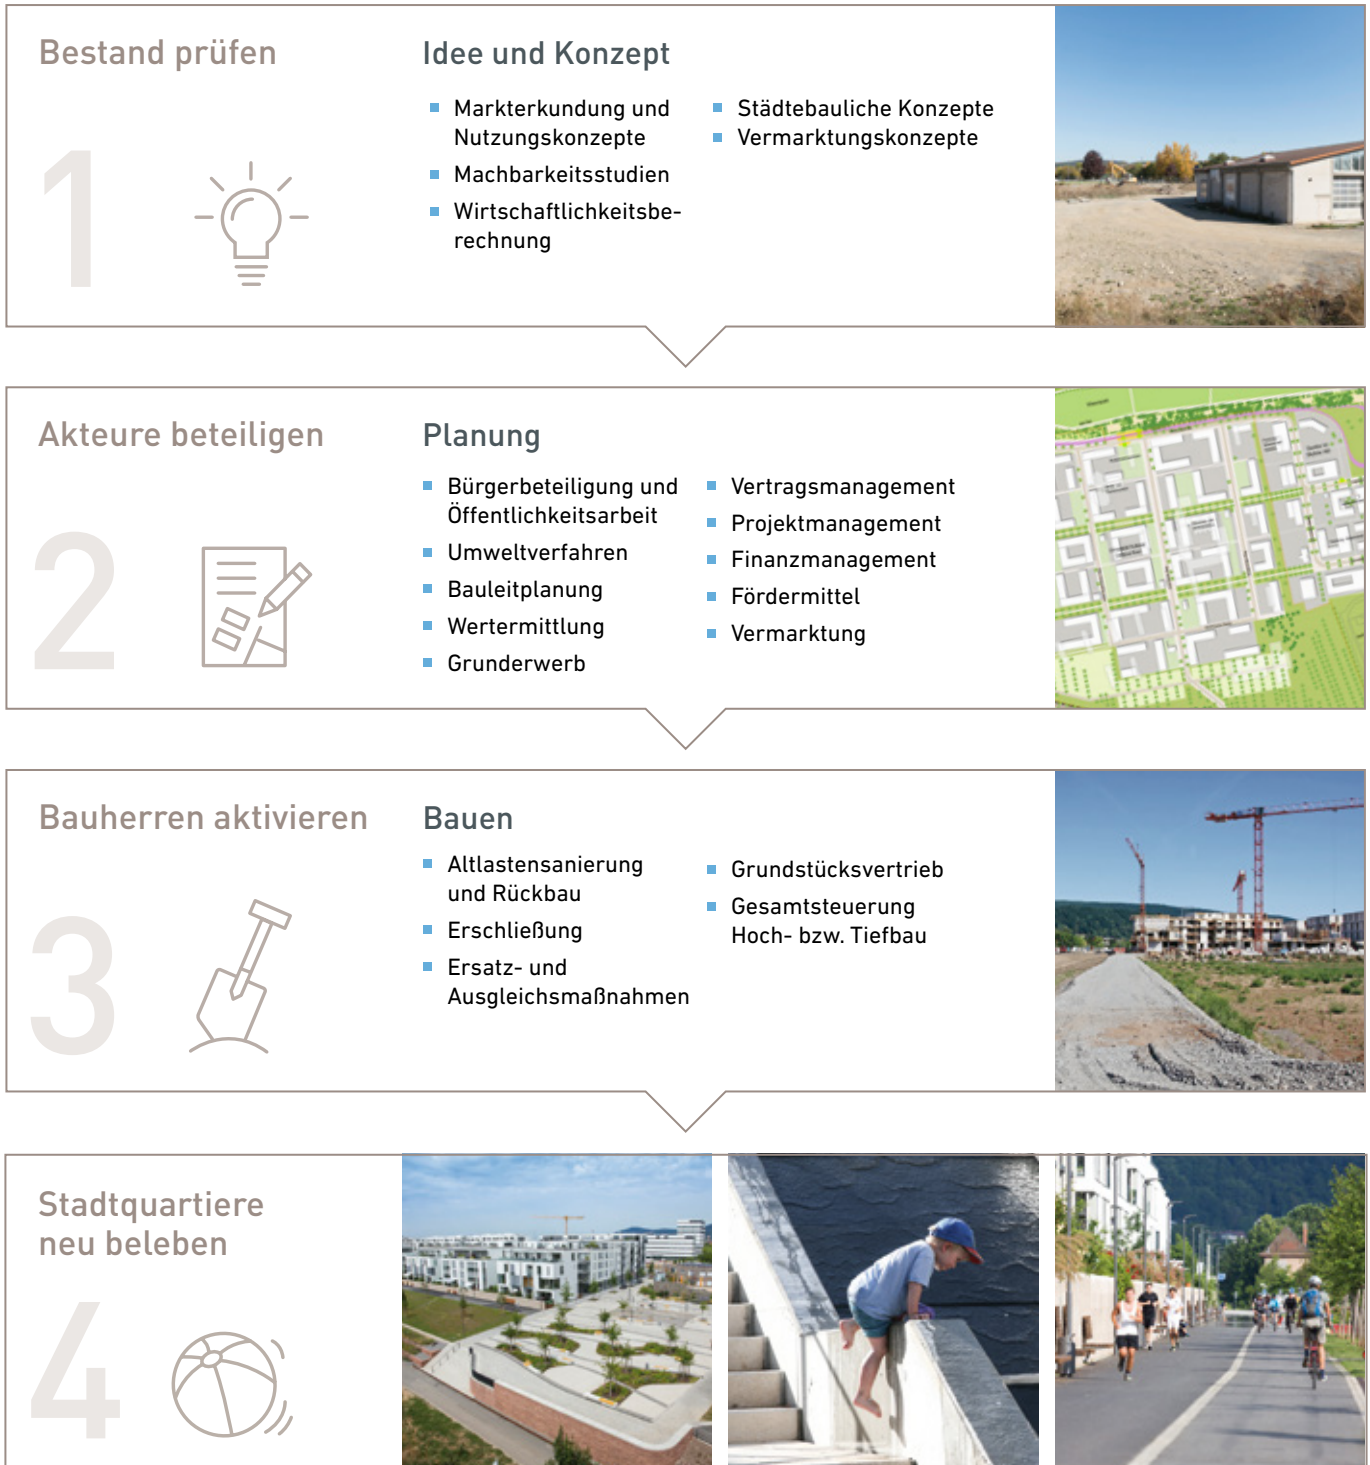 Bestand prüfen
1
Idee und Konzept
Markterkundung und
Nutzungskonzepte
Machbarkeitsstudien
Wirtschaftlichkeitsbe-
rechnung
Städtebauliche Konzepte
Vermarktungskonzepte
Akteure beteiligen
2
Planung
Bürgerbeteiligung und
Öffentlichkeitsarbeit
Umweltverfahren
Bauleitplanung
Wertermittlung
Grunderwerb
Vertragsmanagement
Projektmanagement
Finanzmanagement
Fördermittel
Vermarktung
Bauherren aktivieren
3
Bauen
Altlastensanierung
und Rückbau
Erschließung
Ersatz- und
Ausgleichsmaßnahmen
Grundstücksvertrieb
Gesamtsteuerung
Hoch- bzw. Tiefbau
Stadtquartiere
neu beleben
4